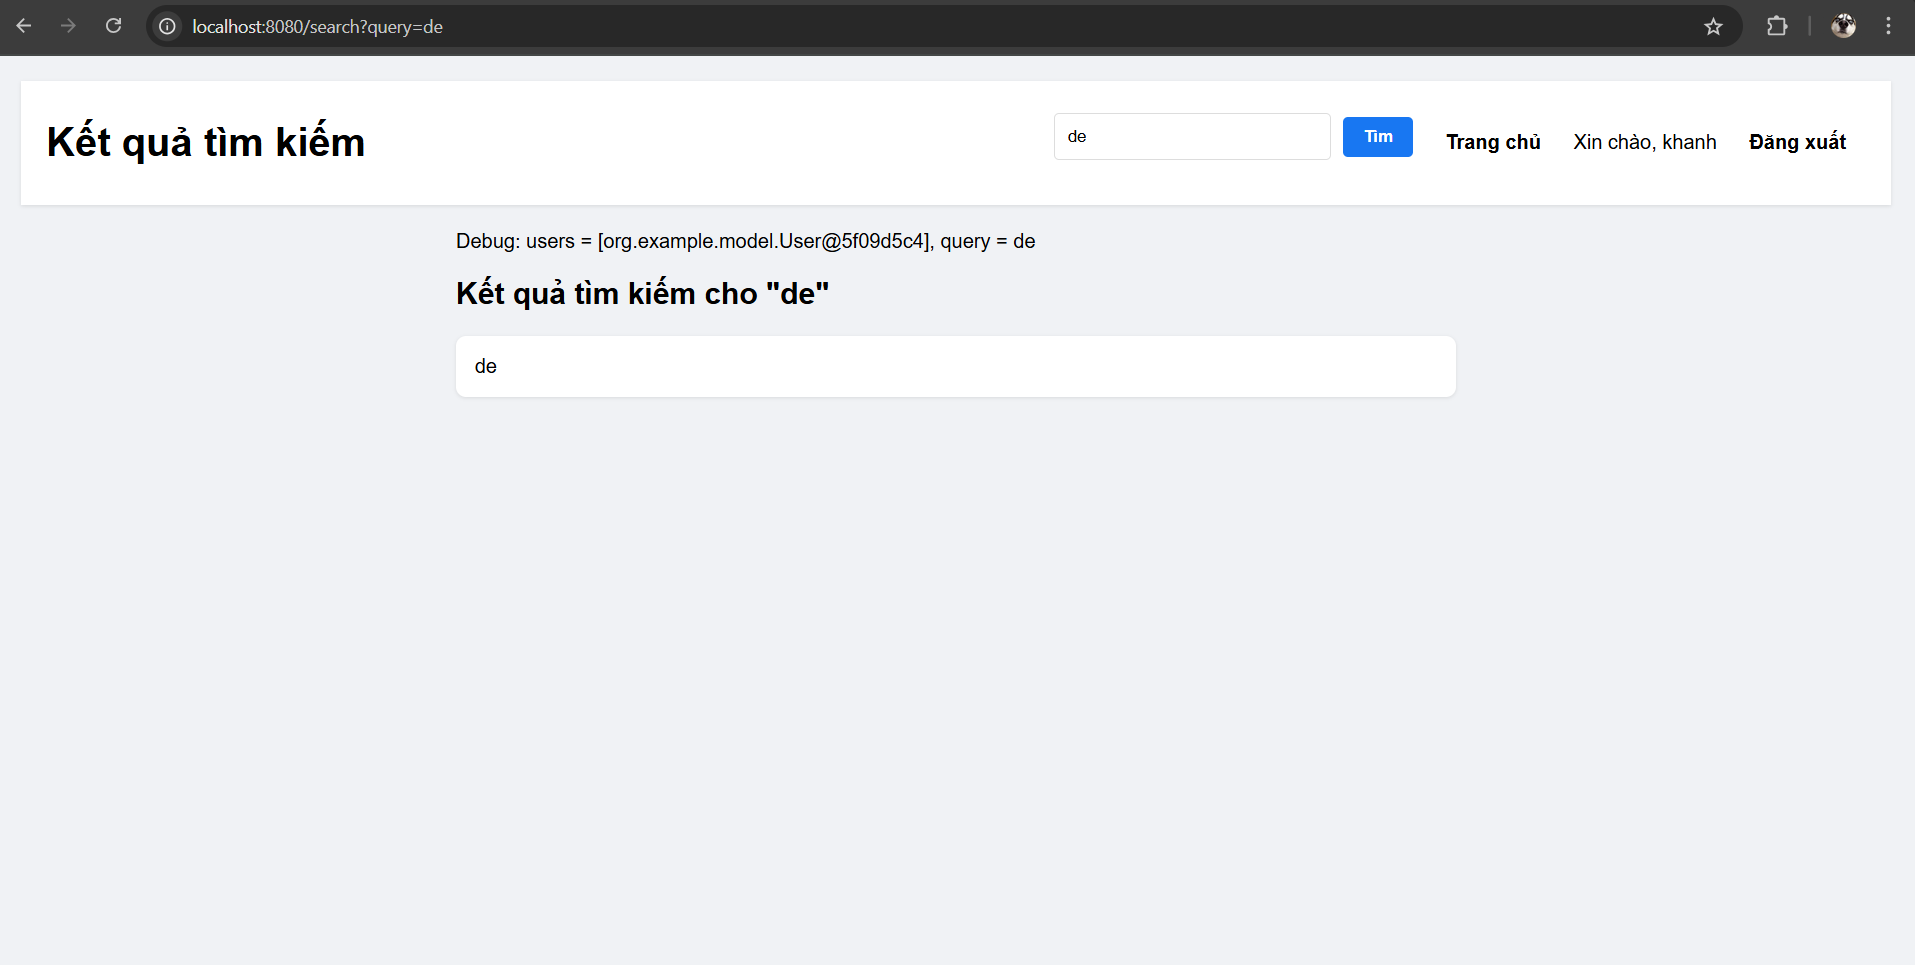 localhost:8080/search?query=de
Kết quả tìm kiếm
de
Tìm
Trang chủ
Xin chào, khanh
Đăng xuất
Debug: users = [org.example.model.User@5f09d5c4], query = de
Kết quả tìm kiếm cho "de"
de